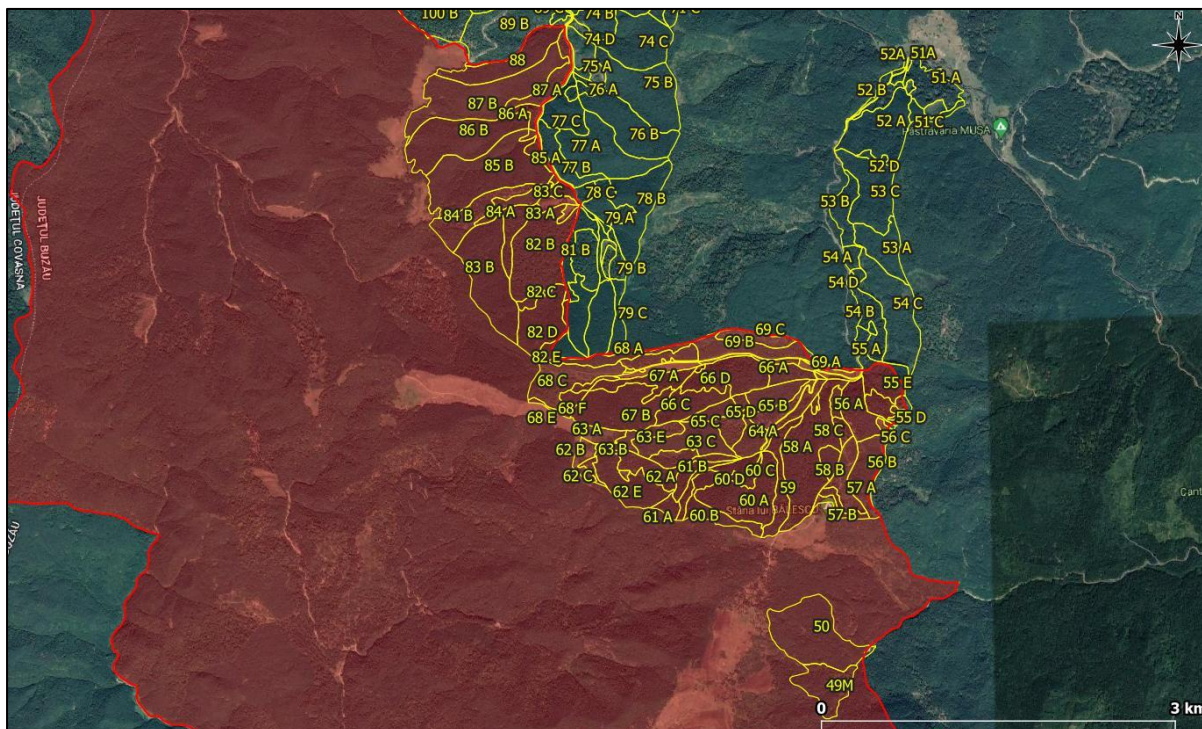 100 B
89 B
74 B
74 D
74 C
88
75 A
75 B
87 A
76 A
87 B
86 A
86 B
77 C
76 B
77 A
85 A
77 B
85 B
83 C
78 C
78 B
84 B
84 A
83 A
79 A
82 B
81 B
83 B
79 B
82 C
79 C
82 D
82 E
68 A
52A
51A
51 A
52 B
52 A
51 C
Păstrăvăria MUSA
52 D
53 C
53 B
53 A
54 A
54 D
54 C
54 B
55 A
69 C
69 B
69 A
66 A
68 C
67 A
66 D
55 E
68 F
68 E
67 B
66 C
65 D
65 B
56 A
55 D
65 C
63 A
63 E
64 A
58 C
56 C
62 B
63 B
63 C
58 A
61 B
60 C
58 B
56 B
62 C
62 A
60 D
59
57 A
62 E
60 A
61 A
60 B
Stâna lui BĂLESCU
57 B
Cant
50
49M
JUDEȚUL COVASNA
JUDEȚUL BUZĂU
N
0
3 km